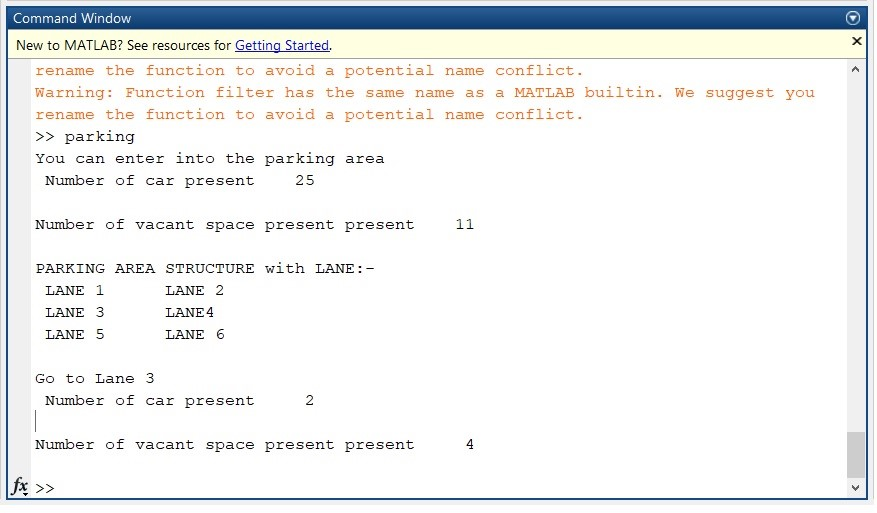 Command Window
New to MATLAB? See resources for Getting Started.
rename the function to avoid a potential name conflict.
Warning: Function filter has the same name as a MATLAB builtin. We suggest you
rename the function to avoid a potential name conflict.
>> parking
You can enter into the parking area
Number of car present    25
Number of vacant space present present    11
PARKING AREA STRUCTURE with LANE:-
LANE 1      LANE 2
LANE 3      LANE4
LANE 5      LANE 6
Go to Lane 3
Number of car present     2
Number of vacant space present present     4
fx >>